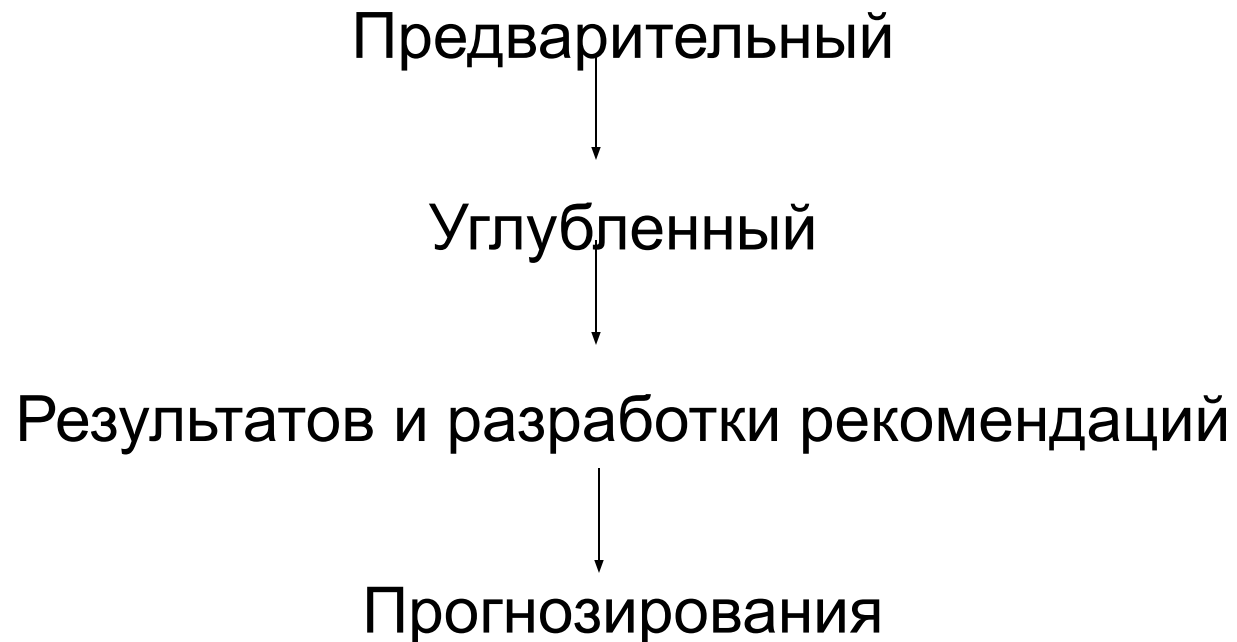 Предварительный
Углубленный
Результатов и разработки рекомендаций
Прогнозирования